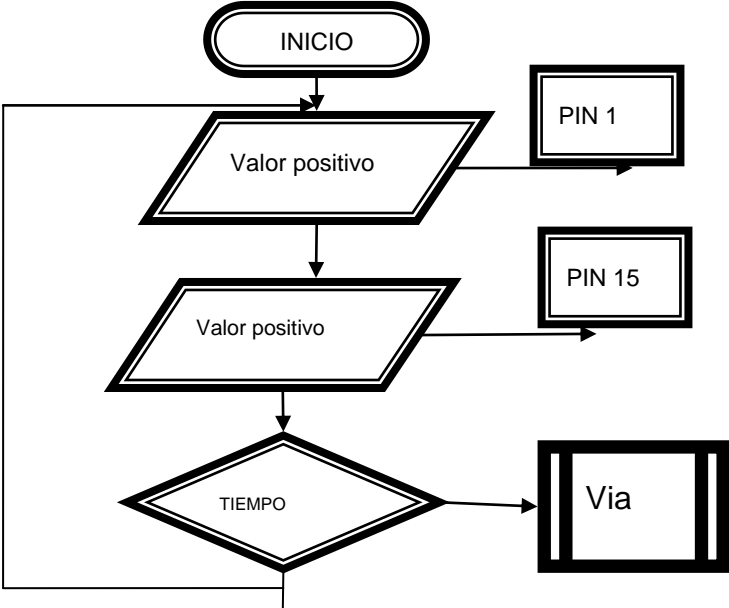 INICIO
PIN 1
Valor positivo
PIN 15
Valor positivo
TIEMPO
Via